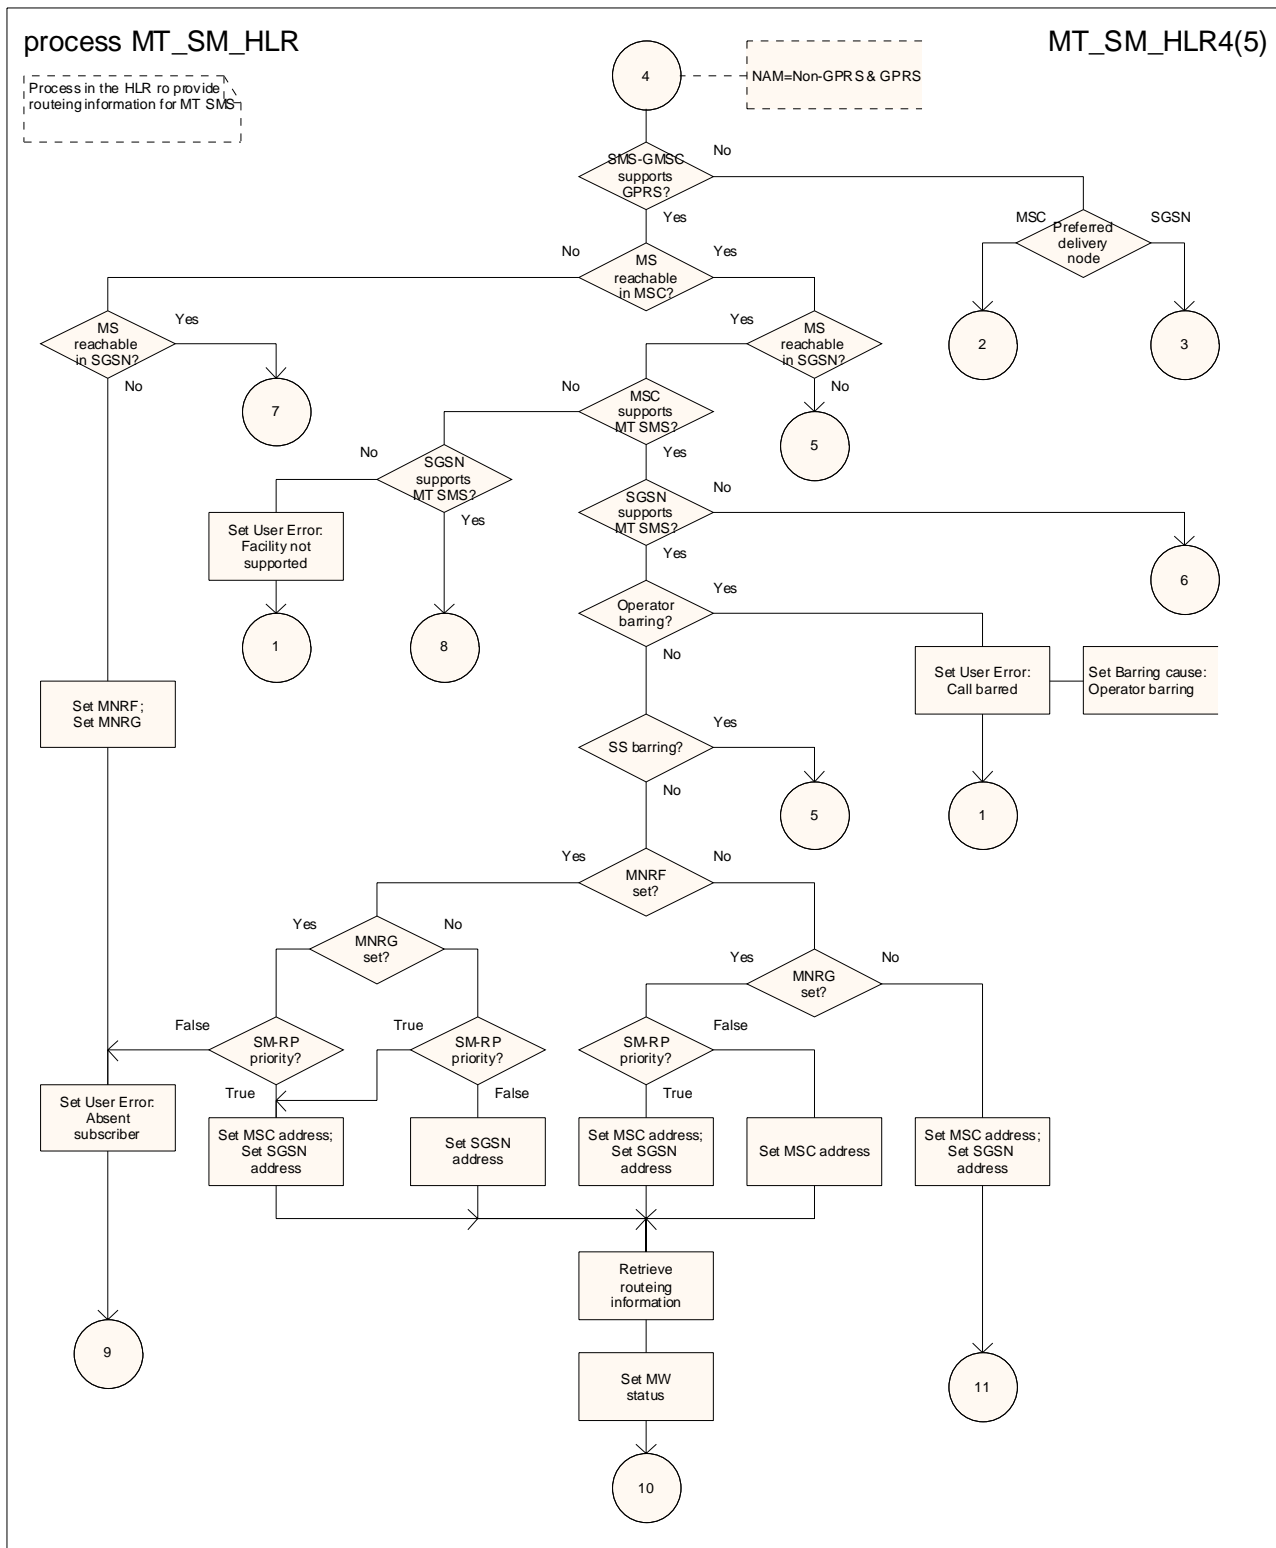 process MT_SM_HLR
MT_SM_HLR4(5)
Process in the HLR ro provide
routeing information for MT SMS
4
NAM=Non-GPRS & GPRS
SMS-GMSC
supports
GPRS?
No
Yes
MSC
SGSN
Preferred
delivery
node
No
Yes
MS
reachable
in MSC?
MS
reachable
in SGSN?
Yes
No
Yes
MS
reachable
in SGSN?
No
2
3
7
No
MSC
supports
MT SMS?
Yes
5
No
SGSN
supports
MT SMS?
Yes
SGSN
supports
MT SMS?
No
Yes
Set User Error:
Facility not
supported
6
Operator
barring?
Yes
No
1
8
Set User Error:
Call barred
Set Barring cause:
Operator barring
Set MNRF;
Set MNRG
SS barring?
Yes
No
5
1
Yes
MNRF
set?
No
Yes
MNRG
set?
No
Yes
MNRG
set?
No
False
SM-RP
priority?
True
True
SM-RP
priority?
False
SM-RP
priority?
False
True
Set User Error:
Absent
subscriber
Set MSC address;
Set SGSN
address
Set SGSN
address
Set MSC address;
Set SGSN
address
Set MSC address
Set MSC address;
Set SGSN
address
Retrieve
routeing
information
9
Set MW
status
11
10